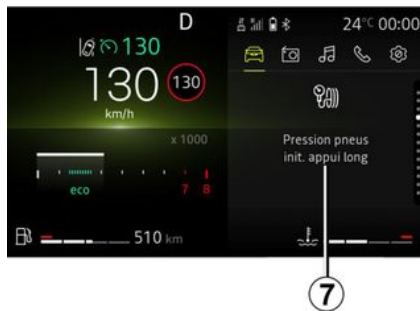 D
24°C 00:00
130
130
130
km/h
x 1000
eco
7 8
510 km
Pression pneus
init. appui long
7